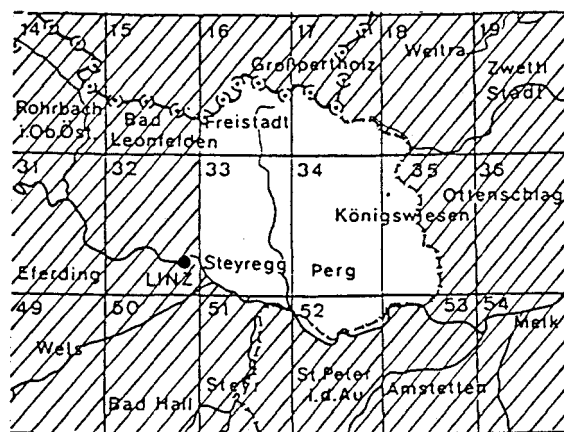 14 15 16 17 18 19
Weitra
Großpertholz
Zwettl
Stadt
Rohrbach
i.Ob.Öst.
Bad
Leonfelden
Freistadt
31 32 33 34 35 36
Ottenschlag
Königswiesen
Eferding
LINZ
Steyregg
Perg
49 50 51 52 53 54
Wels
Melk
Steyr
St.Peter
i.d.Au
Amstetten
Bad Hall